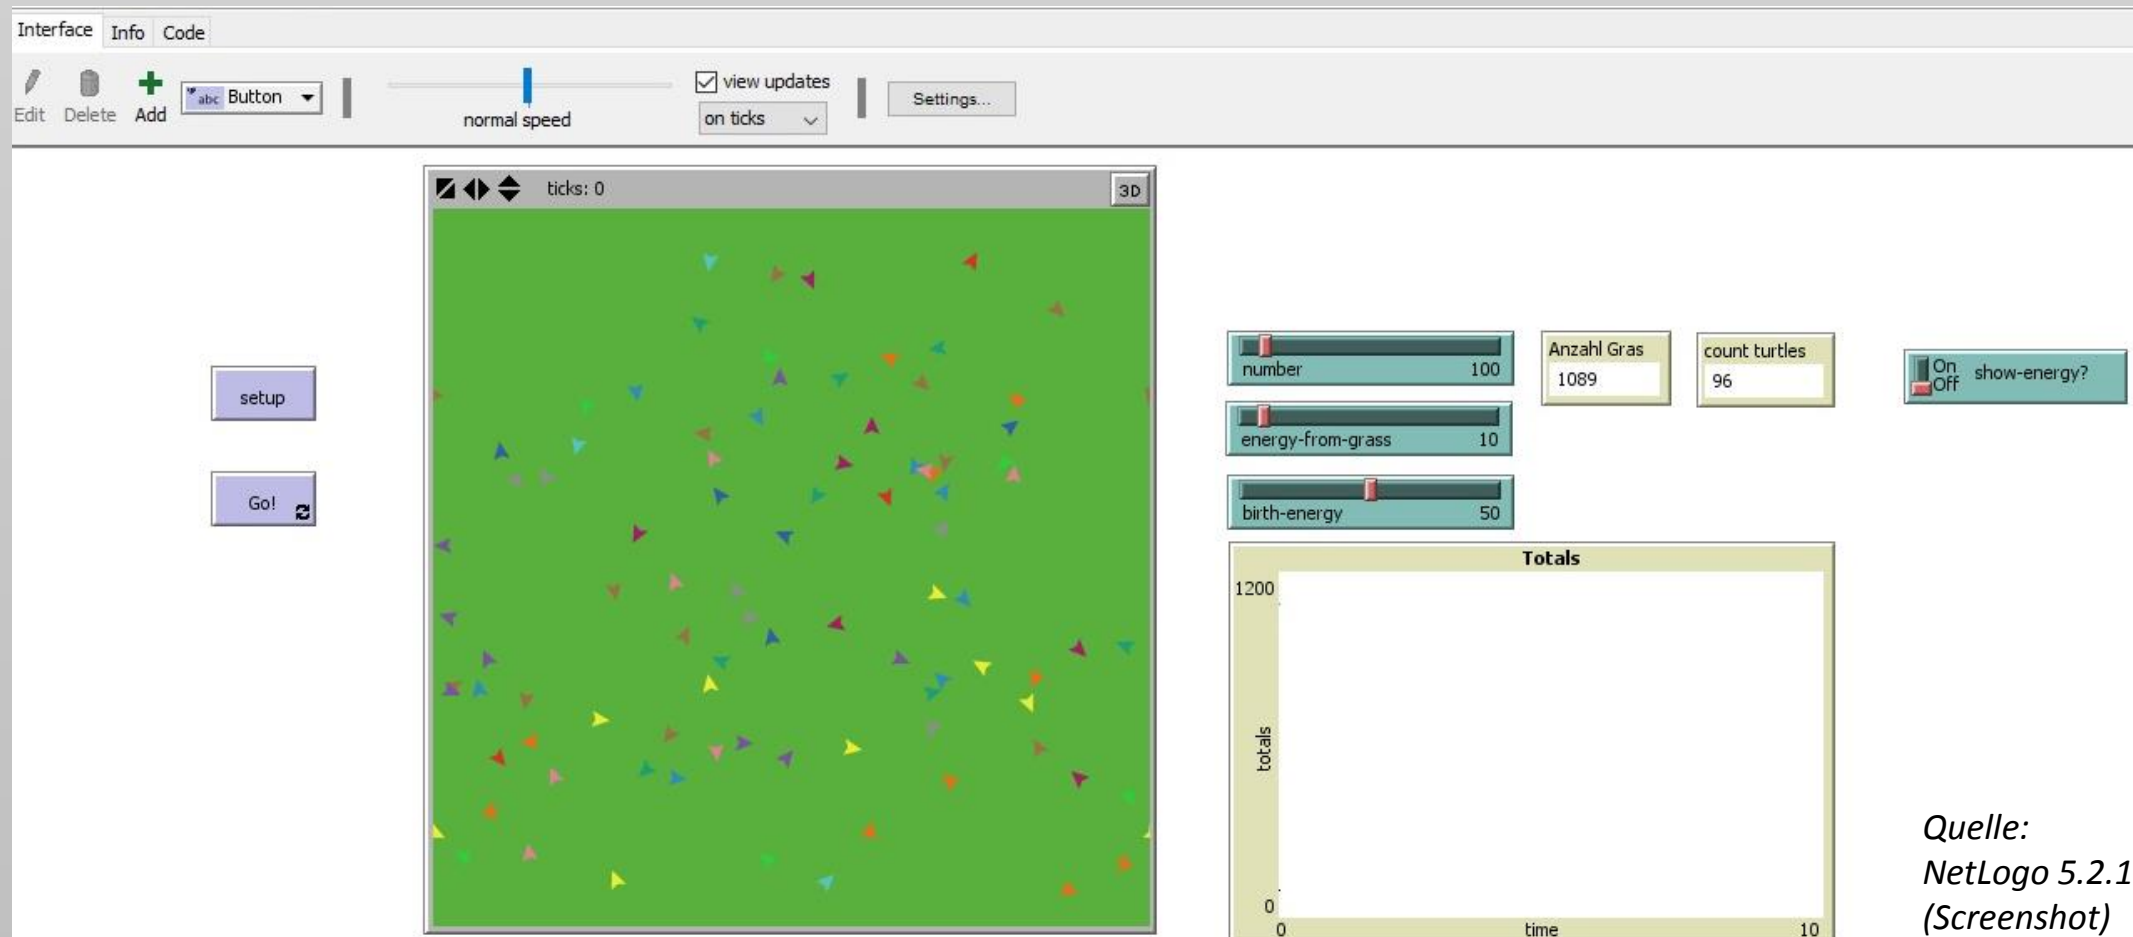 Interface Info Code
Edit Delete Add abc Button
normal speed
view updates
on ticks
Settings...
ticks: 0
3D
setup
Go!
number 100
energy-from-grass 10
birth-energy 50
Anzahl Gras
1089
count turtles
96
On
Off
show-energy?
Totals
1200
totals
0
0 time 10
Quelle:
NetLogo 5.2.1
(Screenshot)